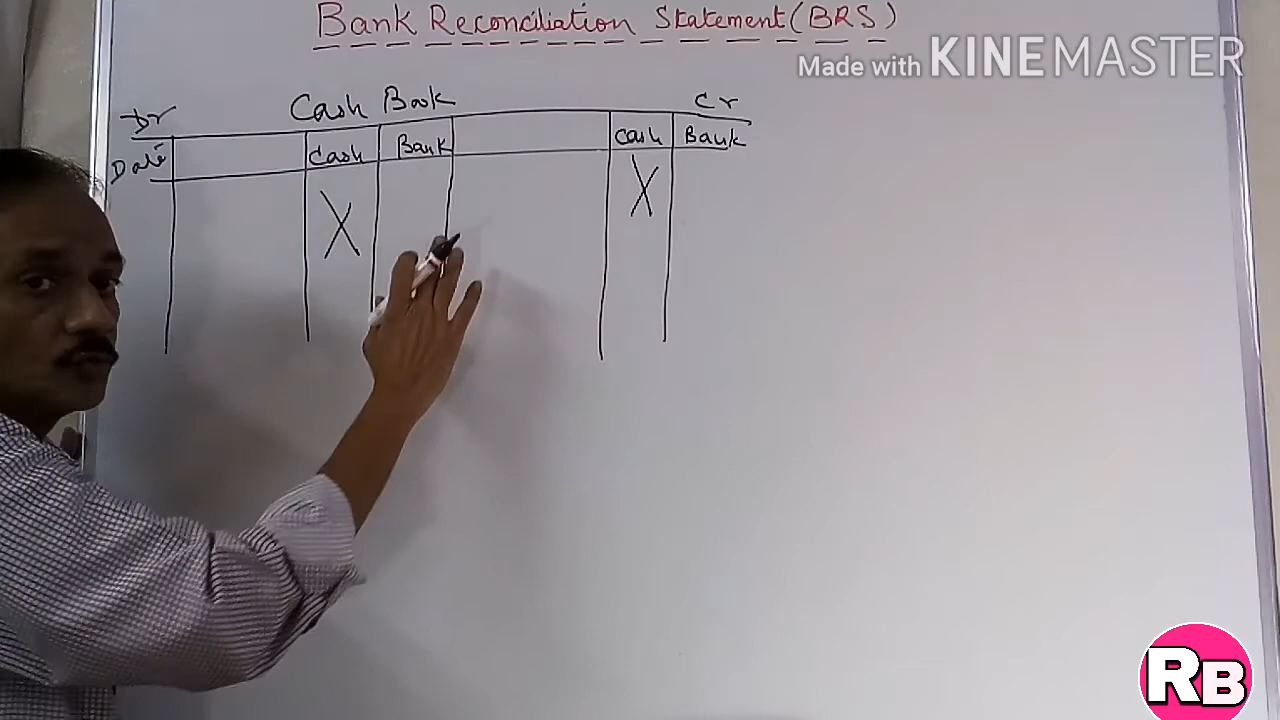 Bank Reconciliation Statement (BRS)
Made with KINEMASTER
Dr Cash Book Cr
Date Cash Bank Cash Bank
X X
RB